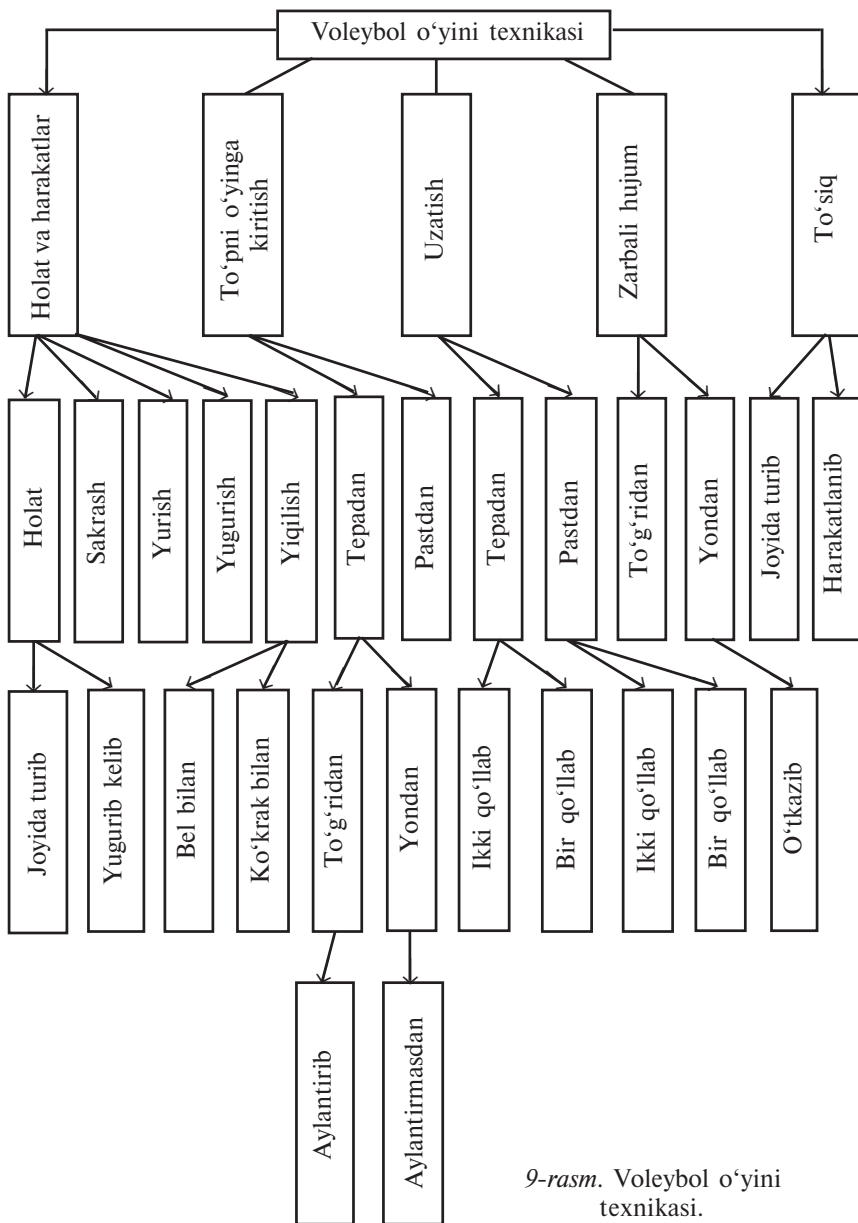 Voleybol o‘yini texnikasi
Holat va harakatlar
To‘pni o‘yinga
kiritish
Uzatish
Zarbali hujum
To‘siq
Holat
Sakrash
Yurish
Yugurish
Yiqilish
Tepadan
Pastdan
Tepadan
Pastdan
To‘g‘ridan
Yondan
Joyida turib
Harakatlanib
Joyida turib
Yugurib kelib
Bel bilan
Ko‘krak bilan
To‘g‘ridan
Yondan
Ikki qo‘llab
Bir qo‘llab
Ikki qo‘llab
Bir qo‘llab
O‘tkazib
Aylantirib
Aylantirmasdan
9-rasm. Voleybol o‘yini
texnikasi.